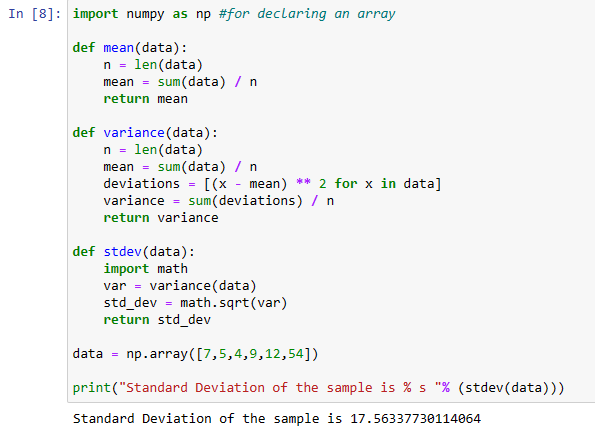 In [8]: import numpy as np #for declaring an array
def mean(data):
n = len(data)
mean = sum(data) / n
return mean
def variance(data):
n = len(data)
mean = sum(data) / n
deviations = [(x - mean) ** 2 for x in data]
variance = sum(deviations) / n
return variance
def stdev(data):
import math
var = variance(data)
std_dev = math.sqrt(var)
return std_dev
data = np.array([7,5,4,9,12,54])
print("Standard Deviation of the sample is % s "% (stdev(data)))
Standard Deviation of the sample is 17.56337730114064